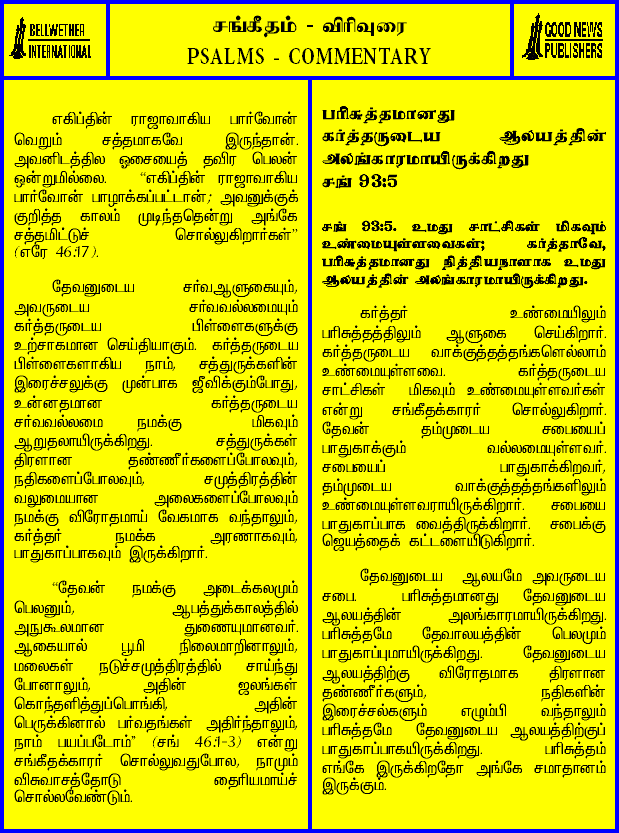 BELLWETHER
INTERNATIONAL
சங்கீதம் - விரிவுரை
PSALMS - COMMENTARY
GOOD NEWS
PUBLISHERS
எகிப்தின் ராஜாவாகிய பார்வோன்
வெறும் சத்தமாகவே இருந்தான்.
அவனிடத்தில ஓசையைத் தவிர பெலன்
ஒன்றுமில்லை. “எகிப்தின் ராஜாவாகிய
பார்வோன் பாழாக்கப்பட்டான்; அவனுக்குக்
குறித்த காலம் முடிந்ததென்று அங்கே
சத்தமிட்டுச் சொல்லுகிறார்கள்”
(எரே 46:17).
தேவனுடைய சர்வஆளுகையும்,
அவருடைய சர்வவல்லமையும்
கர்த்தருடைய பிள்ளைகளுக்கு
உற்சாகமான செய்தியாகும். கர்த்தருடைய
பிள்ளைகளாகிய நாம், சத்துருக்களின்
இரைச்சலுக்கு முன்பாக ஜீவிக்கும்போது,
உன்னதமான கர்த்தருடைய
சர்வவல்லமை நமக்கு மிகவும்
ஆறுதலாயிருக்கிறது. சத்துருக்கள்
திரளான தண்ணீர்களைப்போலவும்,
நதிகளைப்போலவும், சமுத்திரத்தின்
வலுமையான அலைகளைப்போலவும்
நமக்கு விரோதமாய் வேகமாக வந்தாலும்,
கர்த்தர் நமக்க அரணாகவும்,
பாதுகாப்பாகவும் இருக்கிறார்.
“தேவன் நமக்கு அடைக்கலமும்
பெலனும், ஆபத்துக்காலத்தில்
அநுகூலமான துணையுமானவர்.
ஆகையால் பூமி நிலைமாறினாலும்,
மலைகள் நடுச்சமுத்திரத்தில் சாய்ந்து
போனாலும், அதின் ஜலங்கள்
கொந்தளித்துப்பொங்கி, அதின்
பெருக்கினால் பர்வதங்கள் அதிர்ந்தாலும்,
நாம் பயப்படோம்” (சங் 46:1-3) என்று
சங்கீதக்காரர் சொல்லுவதுபோல, நாமும்
விசுவாசத்தோடு தைரியமாய்ச்
சொல்லவேண்டும்.
பரிசுத்தமானது
கர்த்தருடைய ஆலயத்தின்
அலங்காரமாயிருக்கிறது
சங் 93:5
சங் 93:5. உமது சாட்சிகள் மிகவும்
உண்மையுள்ளவைகள்; கர்த்தாவே,
பரிசுத்தமானது நித்தியநாளாக உமது
ஆலயத்தின் அலங்காரமாயிருக்கிறது.
கர்த்தர் உண்மையிலும்
பரிசுத்தத்திலும் ஆளுகை செய்கிறார்.
கர்த்தருடைய வாக்குத்தத்தங்களெல்லாம்
உண்மையுள்ளவை. கர்த்தருடைய
சாட்சிகள் மிகவும் உண்மையுள்ளவர்கள்
என்று சங்கீதக்காரர் சொல்லுகிறார்.
தேவன் தம்முடைய சபையைப்
பாதுகாக்கும் வல்லமையுள்ளவர்.
சபையைப் பாதுகாக்கிறவர்,
தம்முடைய வாக்குத்தத்தங்களிலும்
உண்மையுள்ளவராயிருக்கிறார். சபையை
பாதுகாப்பாக வைத்திருக்கிறார். சபைக்கு
ஜெயத்தைக் கட்டளையிடுகிறார்.
தேவனுடைய ஆலயமே அவருடைய
சபை. பரிசுத்தமானது தேவனுடைய
ஆலயத்தின் அலங்காரமாயிருக்கிறது.
பரிசுத்தமே தேவாலயத்தின் பெலமும்
பாதுகாப்புமாயிருக்கிறது. தேவனுடைய
ஆலயத்திற்கு விரோதமாக திரளான
தண்ணீர்களும், நதிகளின்
இரைச்சல்களும் எழும்பி வந்தாலும்
பரிசுத்தமே தேவனுடைய ஆலயத்திற்குப்
பாதுகாப்பாகயிருக்கிறது. பரிசுத்தம்
எங்கே இருக்கிறதோ அங்கே சமாதானம்
இருக்கும்.